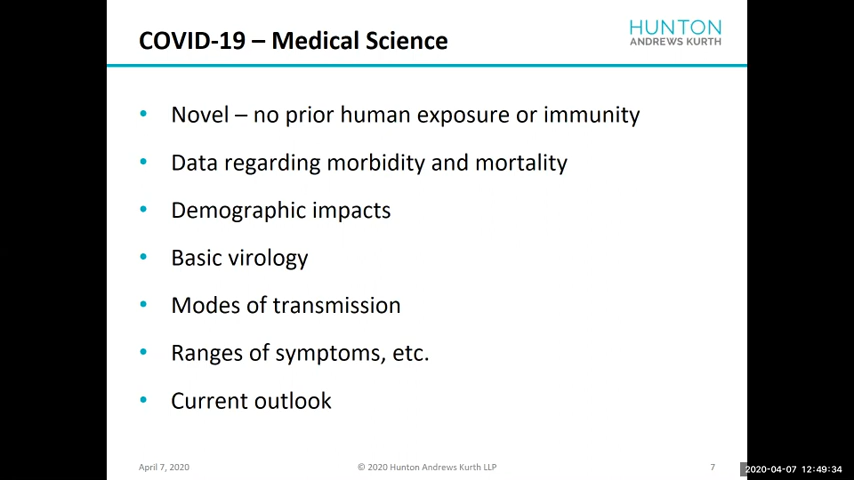 COVID-19 – Medical Science
HUNTON
ANDREWS KURTH
• Novel – no prior human exposure or immunity
• Data regarding morbidity and mortality
• Demographic impacts
• Basic virology
• Modes of transmission
• Ranges of symptoms, etc.
• Current outlook
April 7, 2020
© 2020 Hunton Andrews Kurth LLP
7
2020-04-07 12:49:34